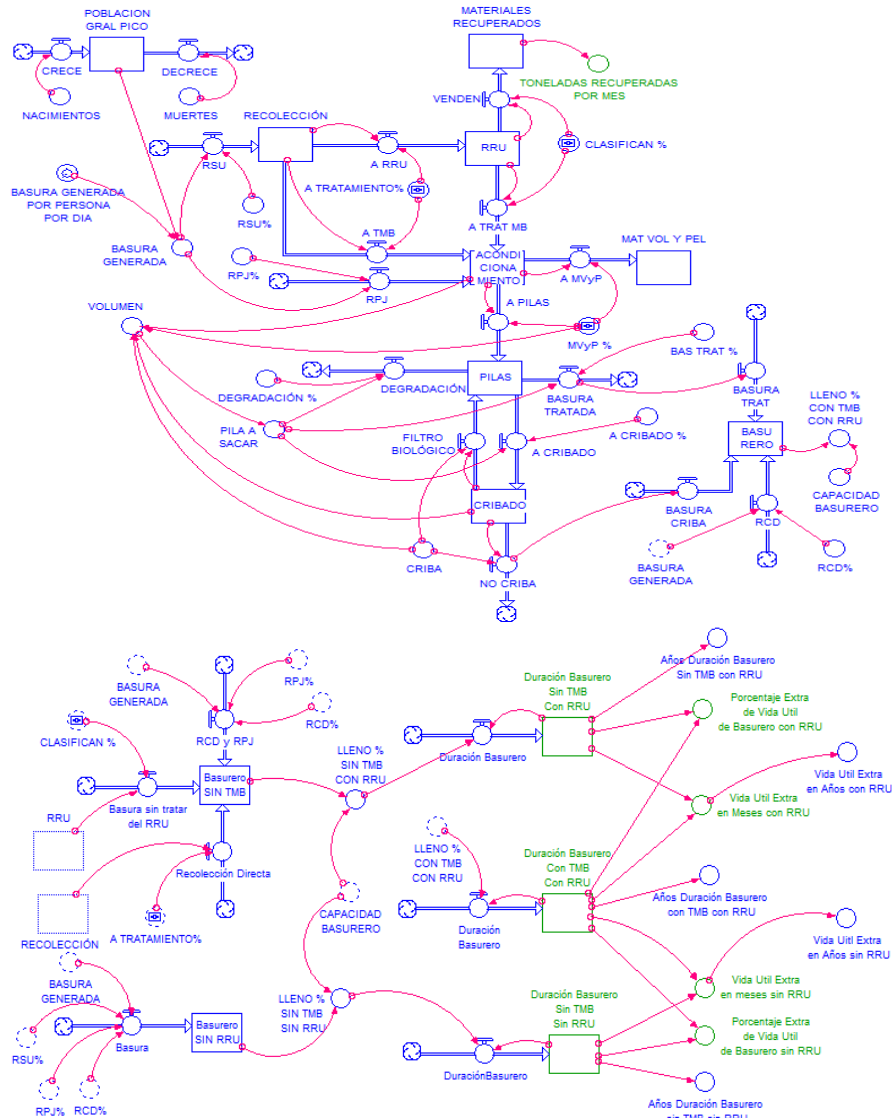 POBLACION
GRAL PICO
CRECE
DECRECE
NACIMIENTOS
MUERTES
MATERIALES
RECUPERADOS
TONELADAS RECUPERADAS
POR MES
VENDEN
RECOLECCIÓN
RSU
A RRU
RRU
CLASIFICAN %
A TRATAMIENTO%
BASURA GENERADA
POR PERSONA
POR DIA
RSU%
A TRAT MB
A TMB
BASURA
GENERADA
RPJ%
RPJ
ACONDI
CIONA
MIENTO
A MVyP
MAT VOL Y PEL
VOLUMEN
A PILAS
MVyP %
BAS TRAT %
DEGRADACIÓN %
DEGRADACIÓN
PILAS
BASURA
TRATADA
BASURA
TRAT
LLENO %
CON TMB
CON RRU
PILA A
SACAR
FILTRO
BIOLÓGICO
A CRIBADO
A CRIBADO %
BASU
RERO
CRIBADO
BASURA
CRIBA
RCD
CAPACIDAD
BASURERO
CRIBA
NO CRIBA
BASURA
GENERADA
RCD%
BASURA
GENERADA
RPJ%
RCD%
CLASIFICAN %
RCD y RPJ
LLENO %
SIN TMB
CON RRU
Basurero
SIN TMB
Basura sin tratar
del RRU
RRU
Recolección Directa
RECOLECCIÓN
A TRATAMIENTO%
CAPACIDAD
BASURERO
BASURA
GENERADA
RSU%
Basura
Basurero
SIN RRU
LLENO %
SIN TMB
SIN RRU
RPJ%
RCD%
Duración Basurero
Sin TMB
Con RRU
Duración Basurero
Años Duración Basurero
Sin TMB con RRU
Porcentaje Extra
de Vida Util
de Basurero con RRU
Vida Util Extra
en Años con RRU
Vida Util Extra
en Meses con RRU
LLENO %
CON TMB
CON RRU
Duración Basurero
Con TMB
Con RRU
Duración
Basurero
Años Duración Basurero
con TMB con RRU
Vida Uitl Extra
en Años sin RRU
Vida Util Extra
en meses sin RRU
Duración Basurero
Sin TMB
Sin RRU
DuraciónBasurero
Porcentaje Extra
de Vida Util
de Basurero sin RRU
Años Duración Basurero
sin TMB sin RRU